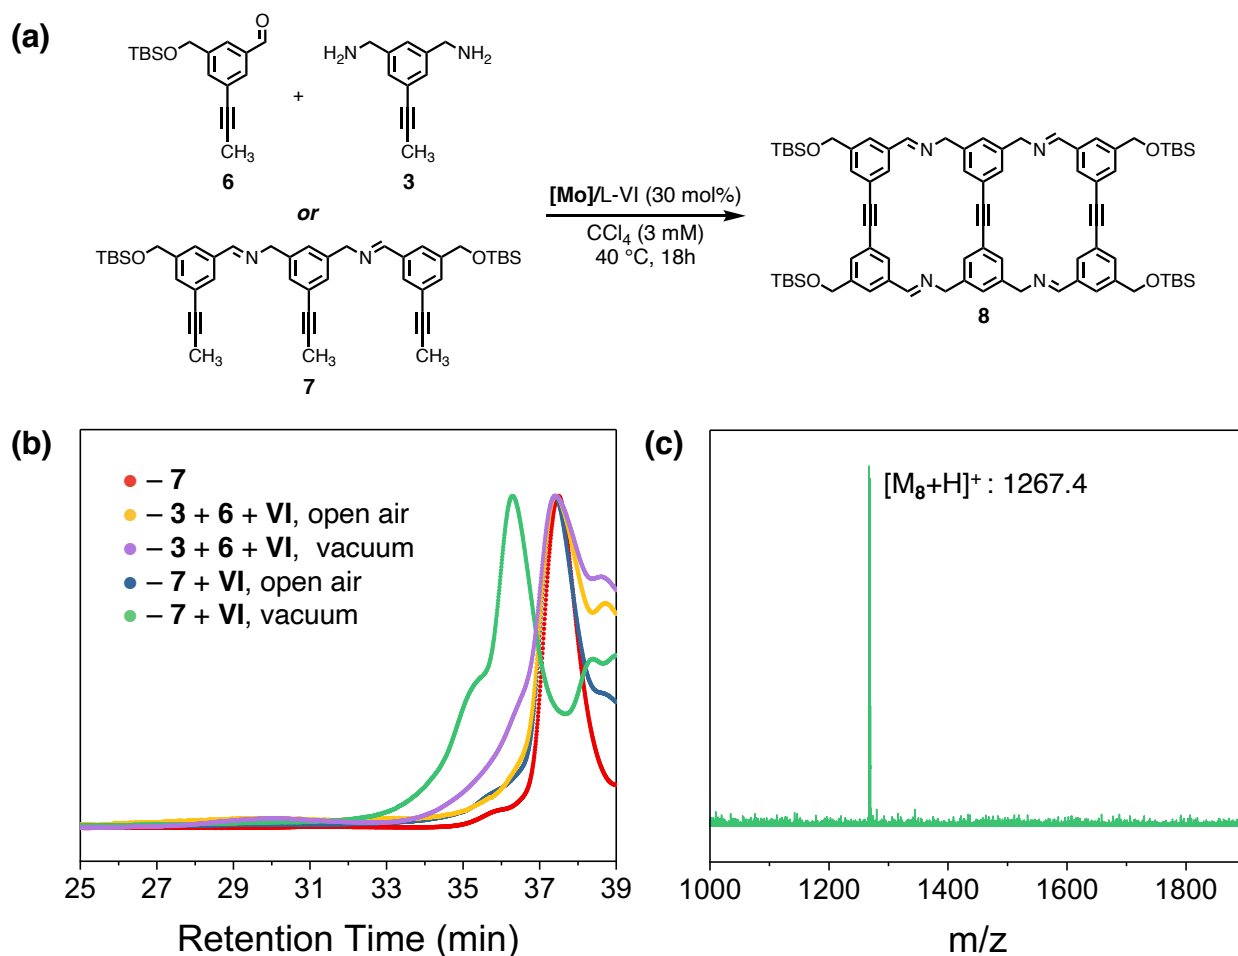 (a)
O
TBSO
CH3
6
+
H2N
NH2
CH3
3
or
TBSO
N
N
OTBS
CH3
CH3
CH3
7
[Mo]/L-VI (30 mol%)
CCl4 (3 mM)
40 °C, 18h
TBSO
N
N
OTBS
TBSO
N
N
OTBS
8
(b)
– 7
– 3 + 6 + VI, open air
– 3 + 6 + VI, vacuum
– 7 + VI, open air
– 7 + VI, vacuum
25 27 29 31 33 35 37 39
Retention Time (min)
(c)
[M8+H]+ : 1267.4
1000 1200 1400 1600 1800
m/z